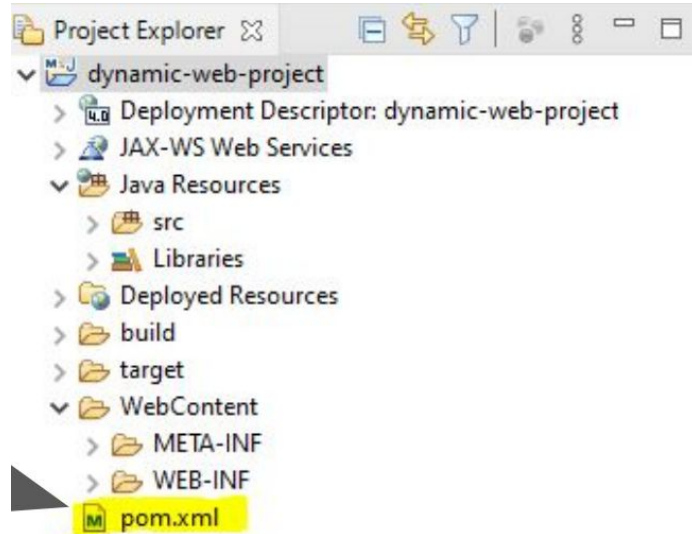 Project Explorer
dynamic-web-project
Deployment Descriptor: dynamic-web-project
JAX-WS Web Services
Java Resources
src
Libraries
Deployed Resources
build
target
WebContent
META-INF
WEB-INF
pom.xml